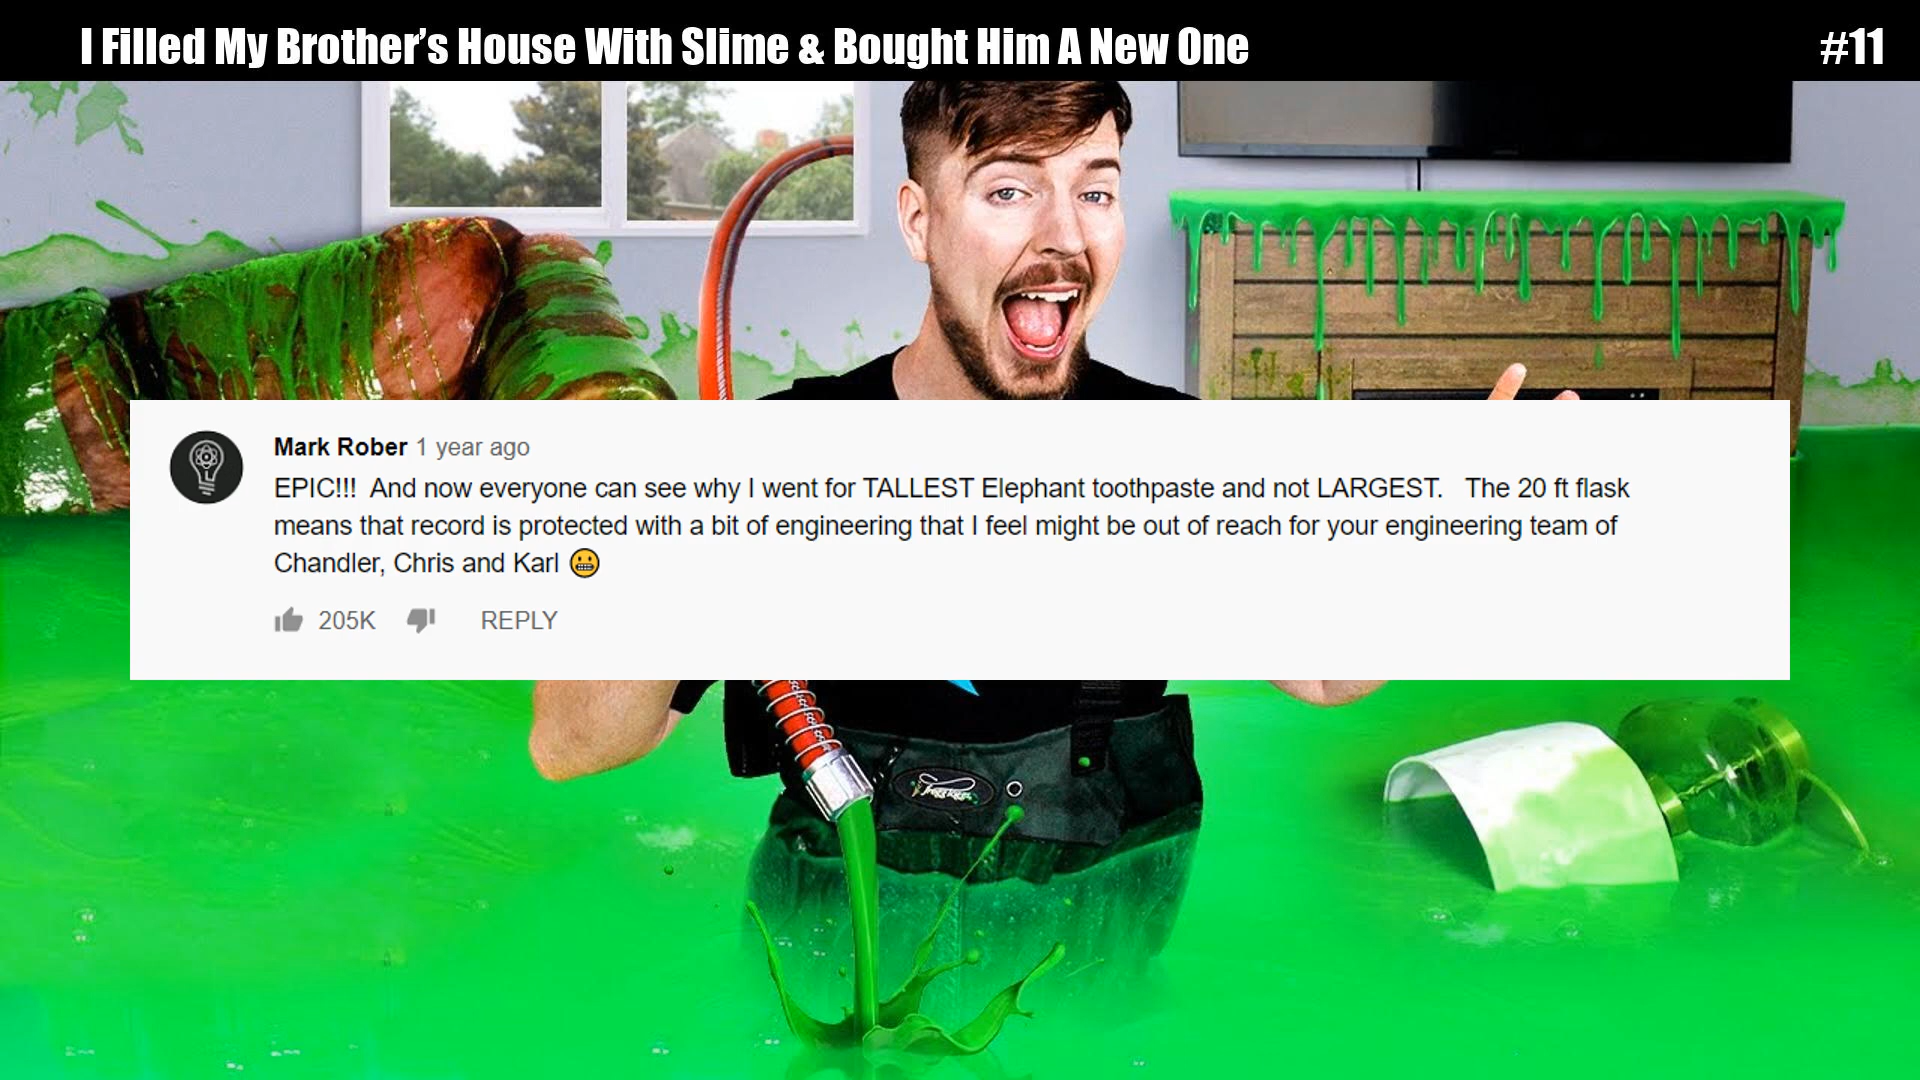 I Filled My Brother’s House With Slime & Bought Him A New One
#11
Mark Rober 1 year ago
EPIC!!!  And now everyone can see why I went for TALLEST Elephant toothpaste and not LARGEST.   The 20 ft flask
means that record is protected with a bit of engineering that I feel might be out of reach for your engineering team of
Chandler, Chris and Karl 😬
205K
REPLY